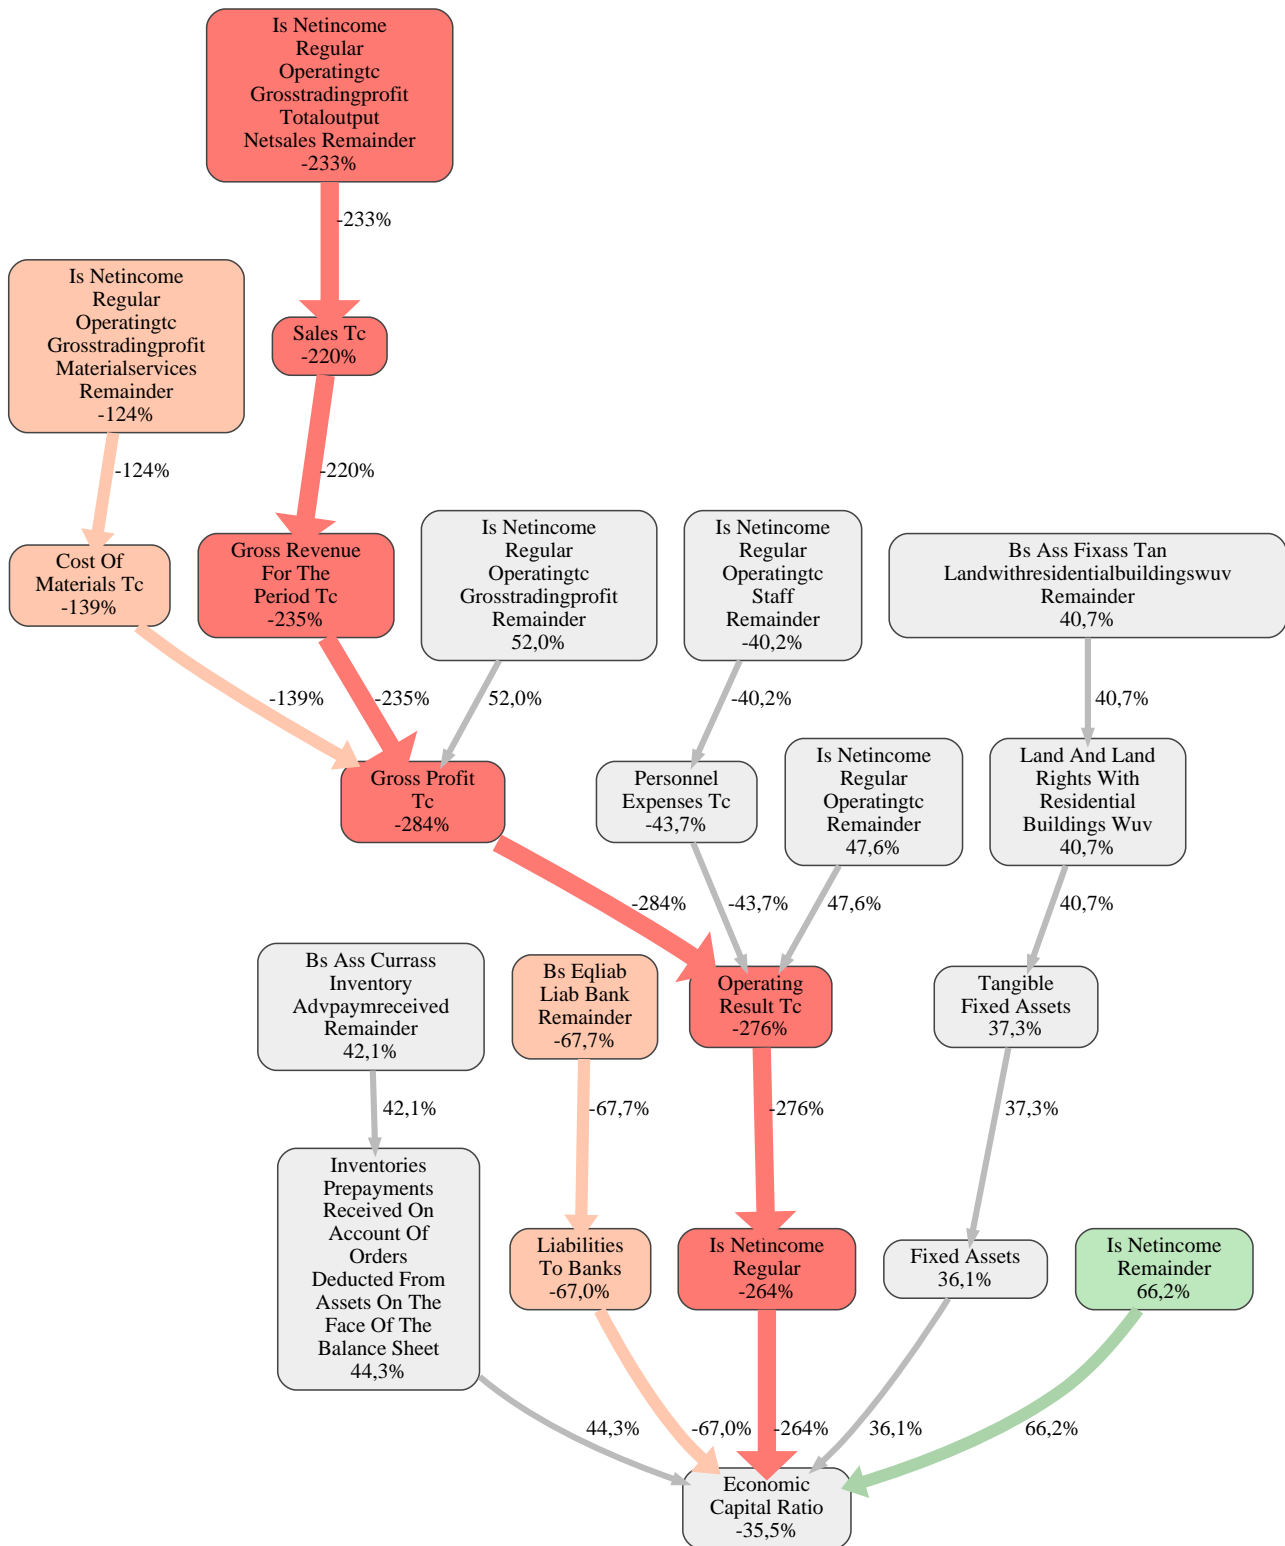 Is Netincome
Regular
Operatingtc
Grosstradingprofit
Totaloutput
Netsales Remainder
-233%
-233%
Is Netincome
Regular
Operatingtc
Grosstradingprofit
Materialservices
Remainder
-124%
Sales Tc
-220%
-124%
-220%
Cost Of
Materials Tc
-139%
Gross Revenue
For The
Period Tc
-235%
Is Netincome
Regular
Operatingtc
Grosstradingprofit
Remainder
52,0%
Is Netincome
Regular
Operatingtc
Staff
Remainder
-40,2%
Bs Ass Fixass Tan
Landwithresidentialbuildingswuv
Remainder
40,7%
-139%
-235%
52,0%
-40,2%
40,7%
Gross Profit
Tc
-284%
Personnel
Expenses Tc
-43,7%
Is Netincome
Regular
Operatingtc
Remainder
47,6%
Land And Land
Rights With
Residential
Buildings Wuv
40,7%
-284%
-43,7%
47,6%
40,7%
Bs Ass Currass
Inventory
Advpaymreceived
Remainder
42,1%
Bs Eqliab
Liab Bank
Remainder
-67,7%
Operating
Result Tc
-276%
Tangible
Fixed Assets
37,3%
42,1%
-67,7%
-276%
37,3%
Inventories
Prepayments
Received On
Account Of
Orders
Deducted From
Assets On The
Face Of The
Balance Sheet
44,3%
Liabilities
To Banks
-67,0%
Is Netincome
Regular
-264%
Fixed Assets
36,1%
Is Netincome
Remainder
66,2%
44,3%
-67,0%
-264%
36,1%
66,2%
Economic
Capital Ratio
-35,5%